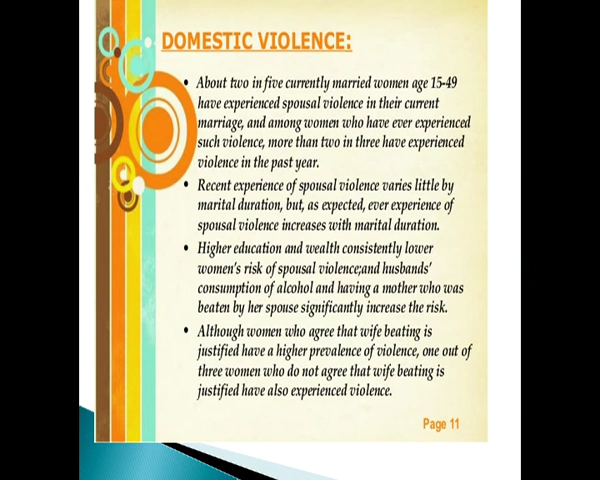 DOMESTIC VIOLENCE:
• About two in five currently married women age 15-49
have experienced spousal violence in their current
marriage, and among women who have ever experienced
such violence, more than two in three have experienced
violence in the past year.
• Recent experience of spousal violence varies little by
marital duration, but, as expected, ever experience of
spousal violence increases with marital duration.
• Higher education and wealth consistently lower
women's risk of spousal violence;and husbands'
consumption of alcohol and having a mother who was
beaten by her spouse significantly increase the risk.
• Although women who agree that wife beating is
justified have a higher prevalence of violence, one out of
three women who do not agree that wife beating is
justified have also experienced violence.
Page 11